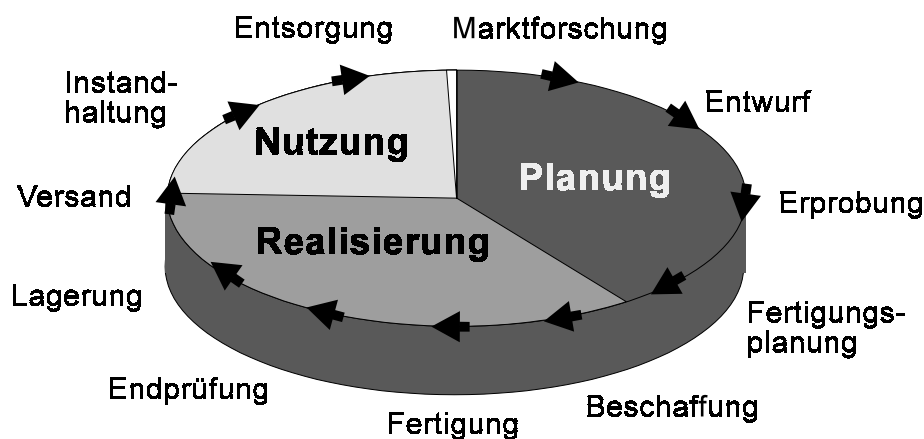 Entsorgung
Marktforschung
Instand-
haltung
Entwurf
Nutzung
Planung
Versand
Erprobung
Realisierung
Lagerung
Fertigungs-
planung
Endprüfung
Beschaffung
Fertigung